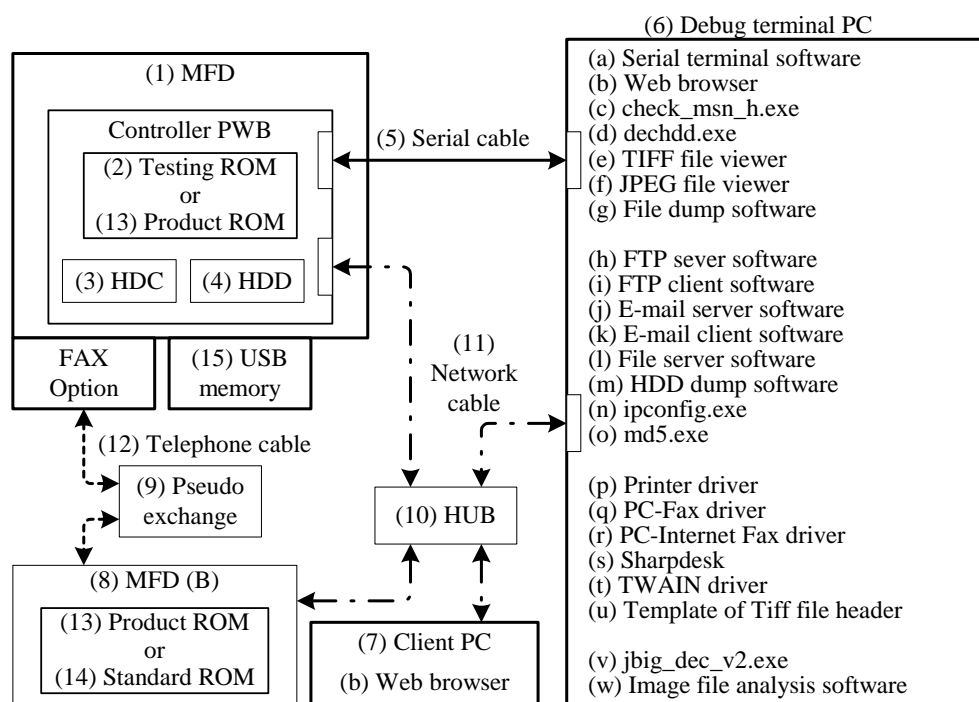 (6) Debug terminal PC
(1) MFD
Controller PWB
(2) Testing ROM
or
(13) Product ROM
(3) HDC
(4) HDD
FAX
Option
(15) USB
memory
(5) Serial cable
(11)
Network
cable
(12) Telephone cable
(9) Pseudo
exchange
(10) HUB
(8) MFD (B)
(13) Product ROM
or
(14) Standard ROM
(7) Client PC
(b) Web browser
(a) Serial terminal software
(b) Web browser
(c) check_msn_h.exe
(d) dechdd.exe
(e) TIFF file viewer
(f) JPEG file viewer
(g) File dump software
(h) FTP sever software
(i) FTP client software
(j) E-mail server software
(k) E-mail client software
(l) File server software
(m) HDD dump software
(n) ipconfig.exe
(o) md5.exe
(p) Printer driver
(q) PC-Fax driver
(r) PC-Internet Fax driver
(s) Sharpdesk
(t) TWAIN driver
(u) Template of Tiff file header
(v) jbig_dec_v2.exe
(w) Image file analysis software